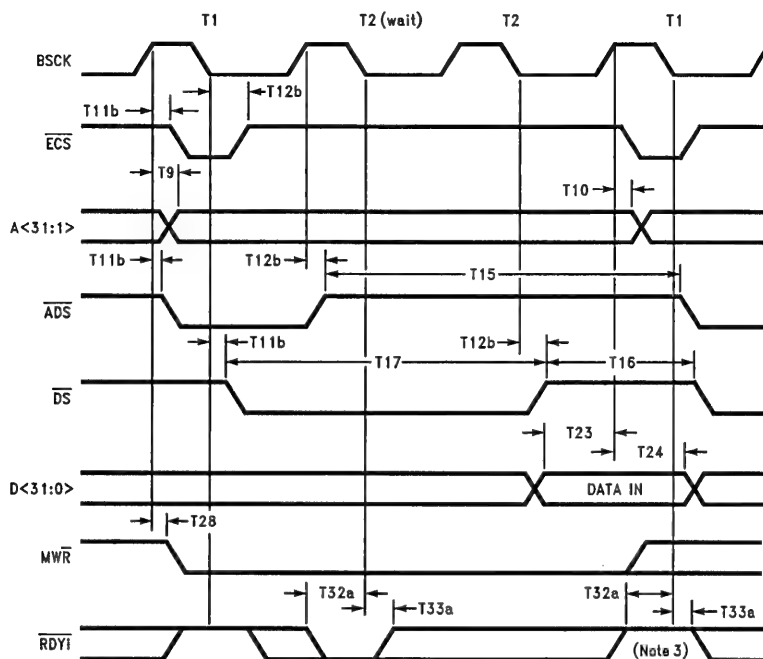 T1 T2 (wait) T2 T1
BSCK
T11b T12b
ECS
T9
T10
A<31:1>
T11b T12b T15
ADS
T11b T12b
T17 T16
DS
T23
T24
D<31:0> DATA IN
T28
MWR
T32a T32a
T33a T33a
RDYI (Note 3)